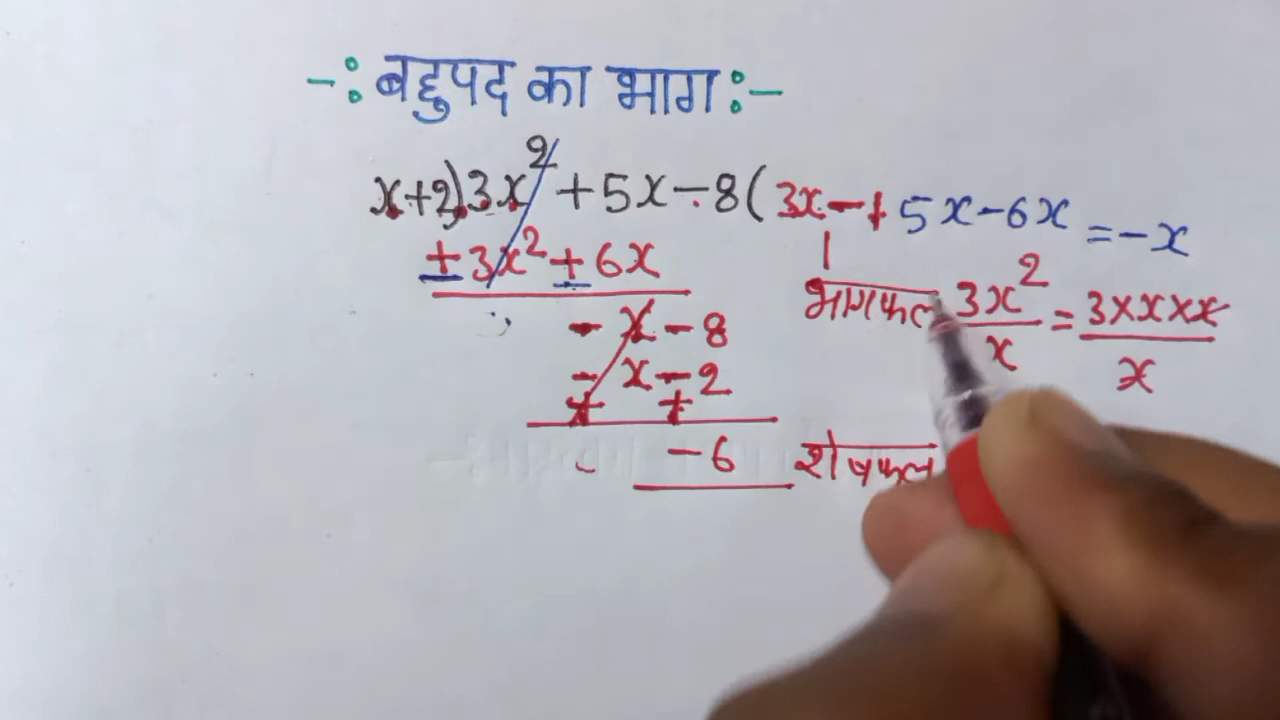 -: बहुपद का भाग :-
x+2)3x²+5x-8(3x-1 5x-6x =-x
±3x²±6x
भागफल 3x²/x = 3×x×x/x
- x-8
- x-2
+ +
-6 शेषफल